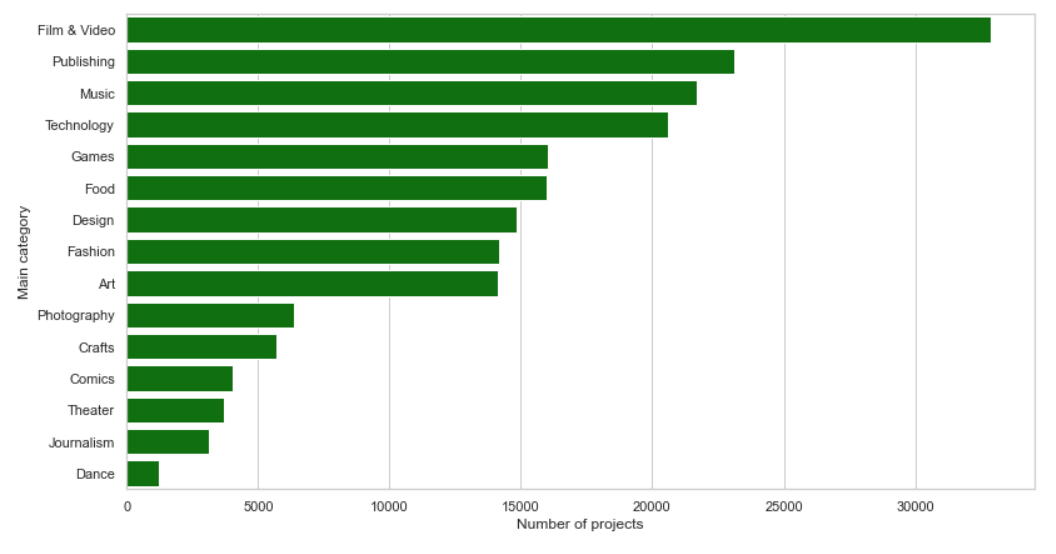 Film & Video
Publishing
Music
Technology
Games
Food
Design
Fashion
Art
Photography
Crafts
Comics
Theater
Journalism
Dance
Main category
0 5000 10000 15000 20000 25000 30000
Number of projects